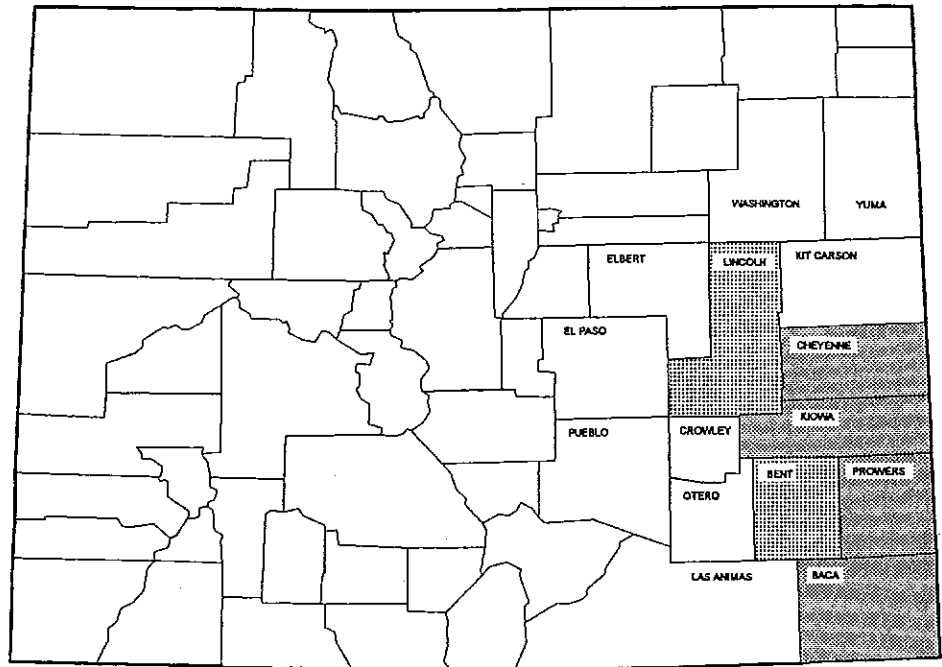 WASHINGTON
YUMA
ELBERT
LINCOLN
KIT CARSON
EL PASO
CHEYENNE
KIOWA
PUEBLO
CROWLEY
BENT
PROWERS
OTERO
LAS ANIMAS
BACA